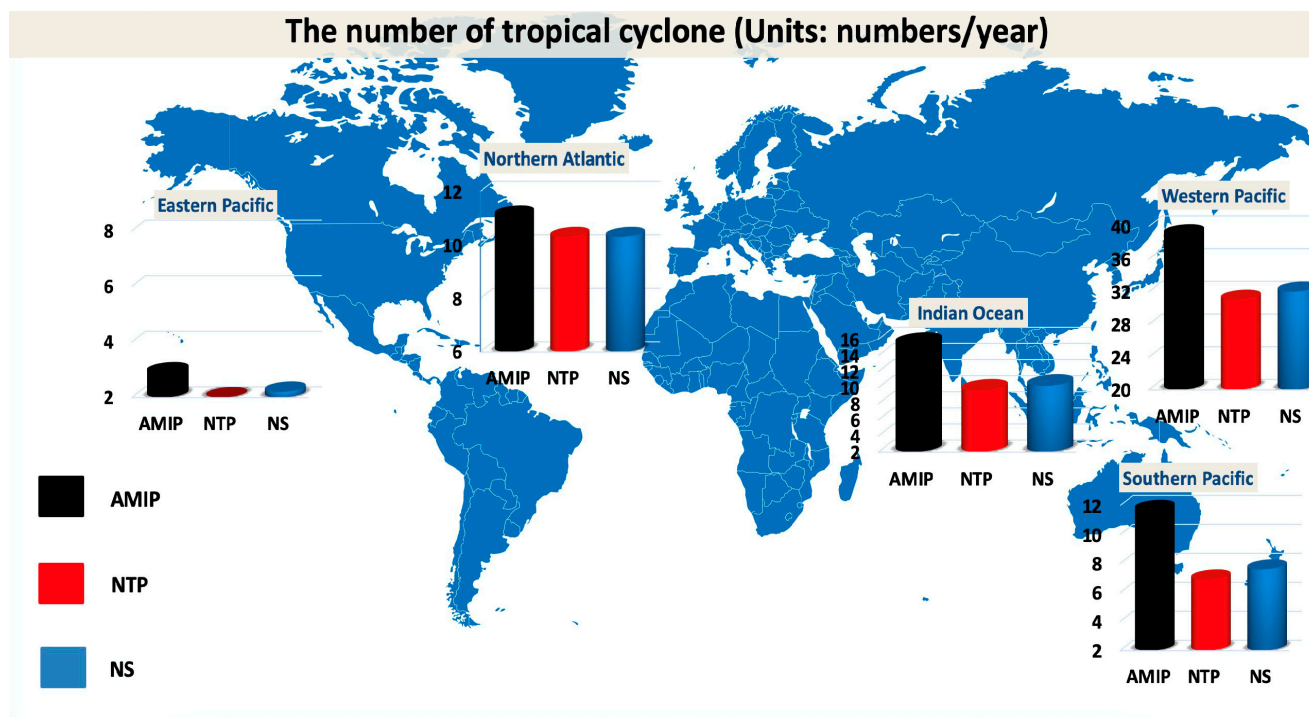 The number of tropical cyclone (Units: numbers/year)
Eastern Pacific
8
6
4
2
AMIP NTP NS
Northern Atlantic
12
10
8
6
AMIP NTP NS
Indian Ocean
16
14
12
10
8
6
4
2
AMIP NTP NS
Western Pacific
40
36
32
28
24
20
AMIP NTP NS
Southern Pacific
12
10
8
6
4
2
AMIP NTP NS
AMIP
NTP
NS